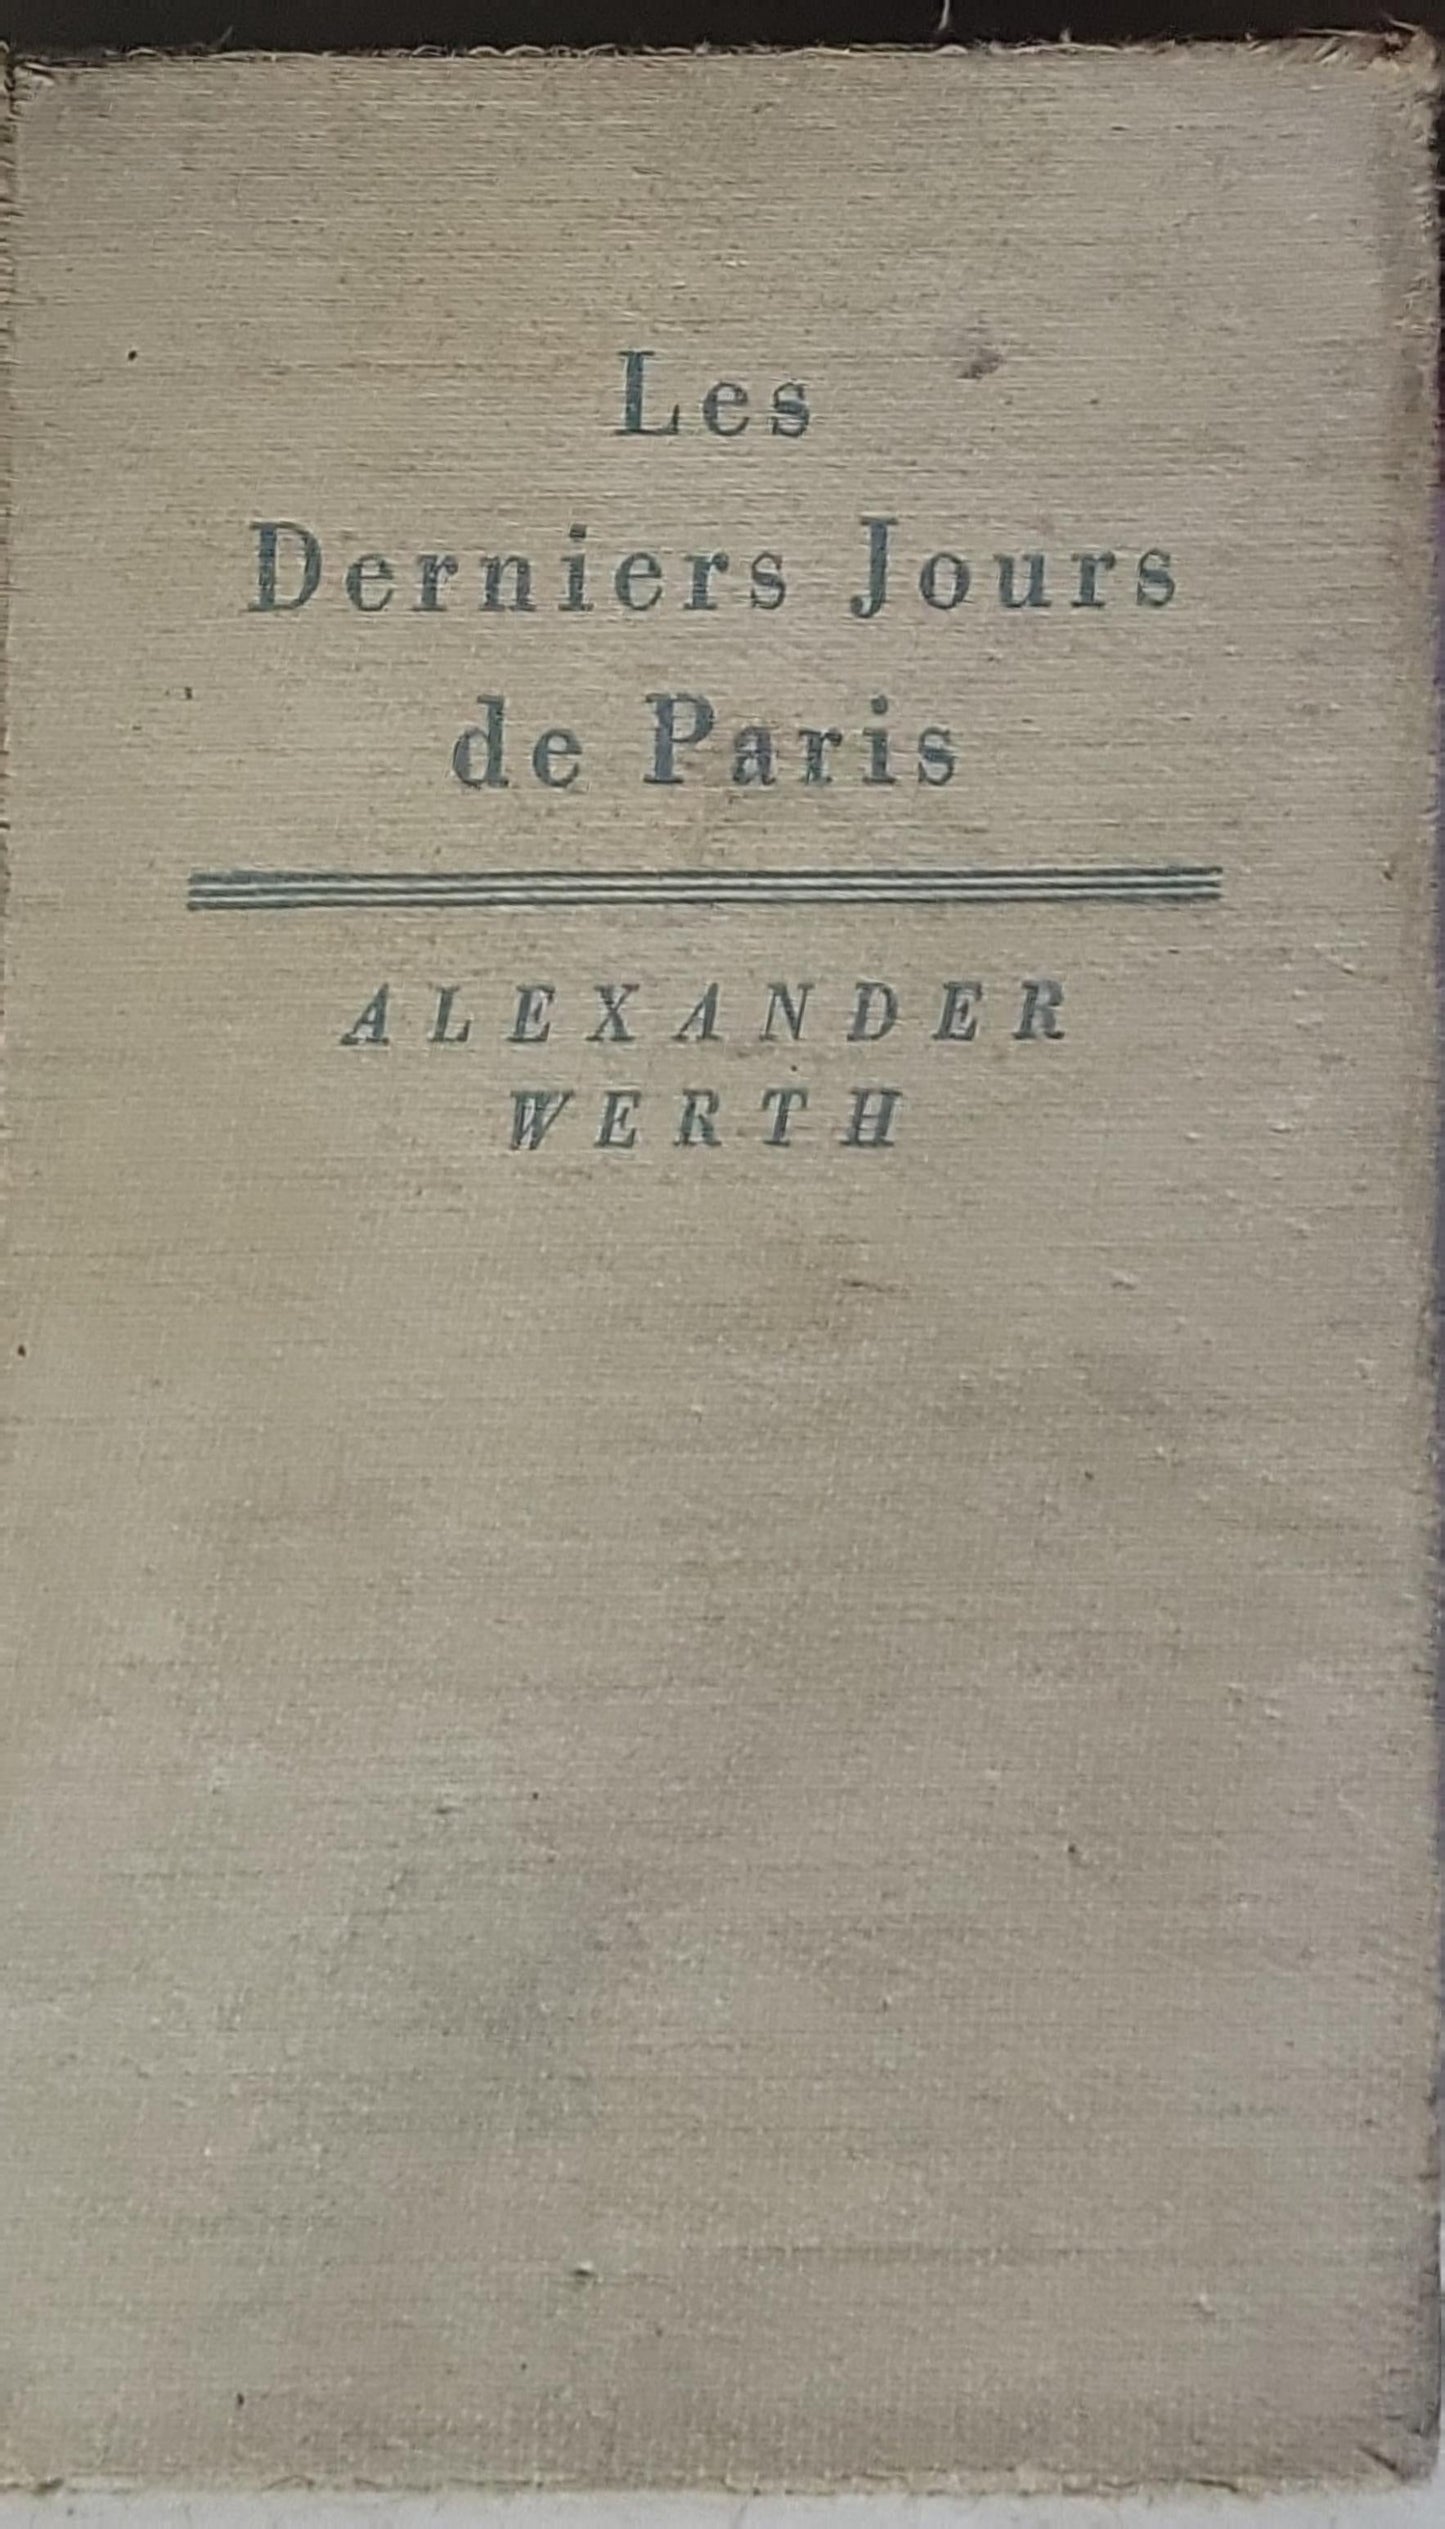 Les
Derniers Jours
de Paris
ALEXANDER
WERTH